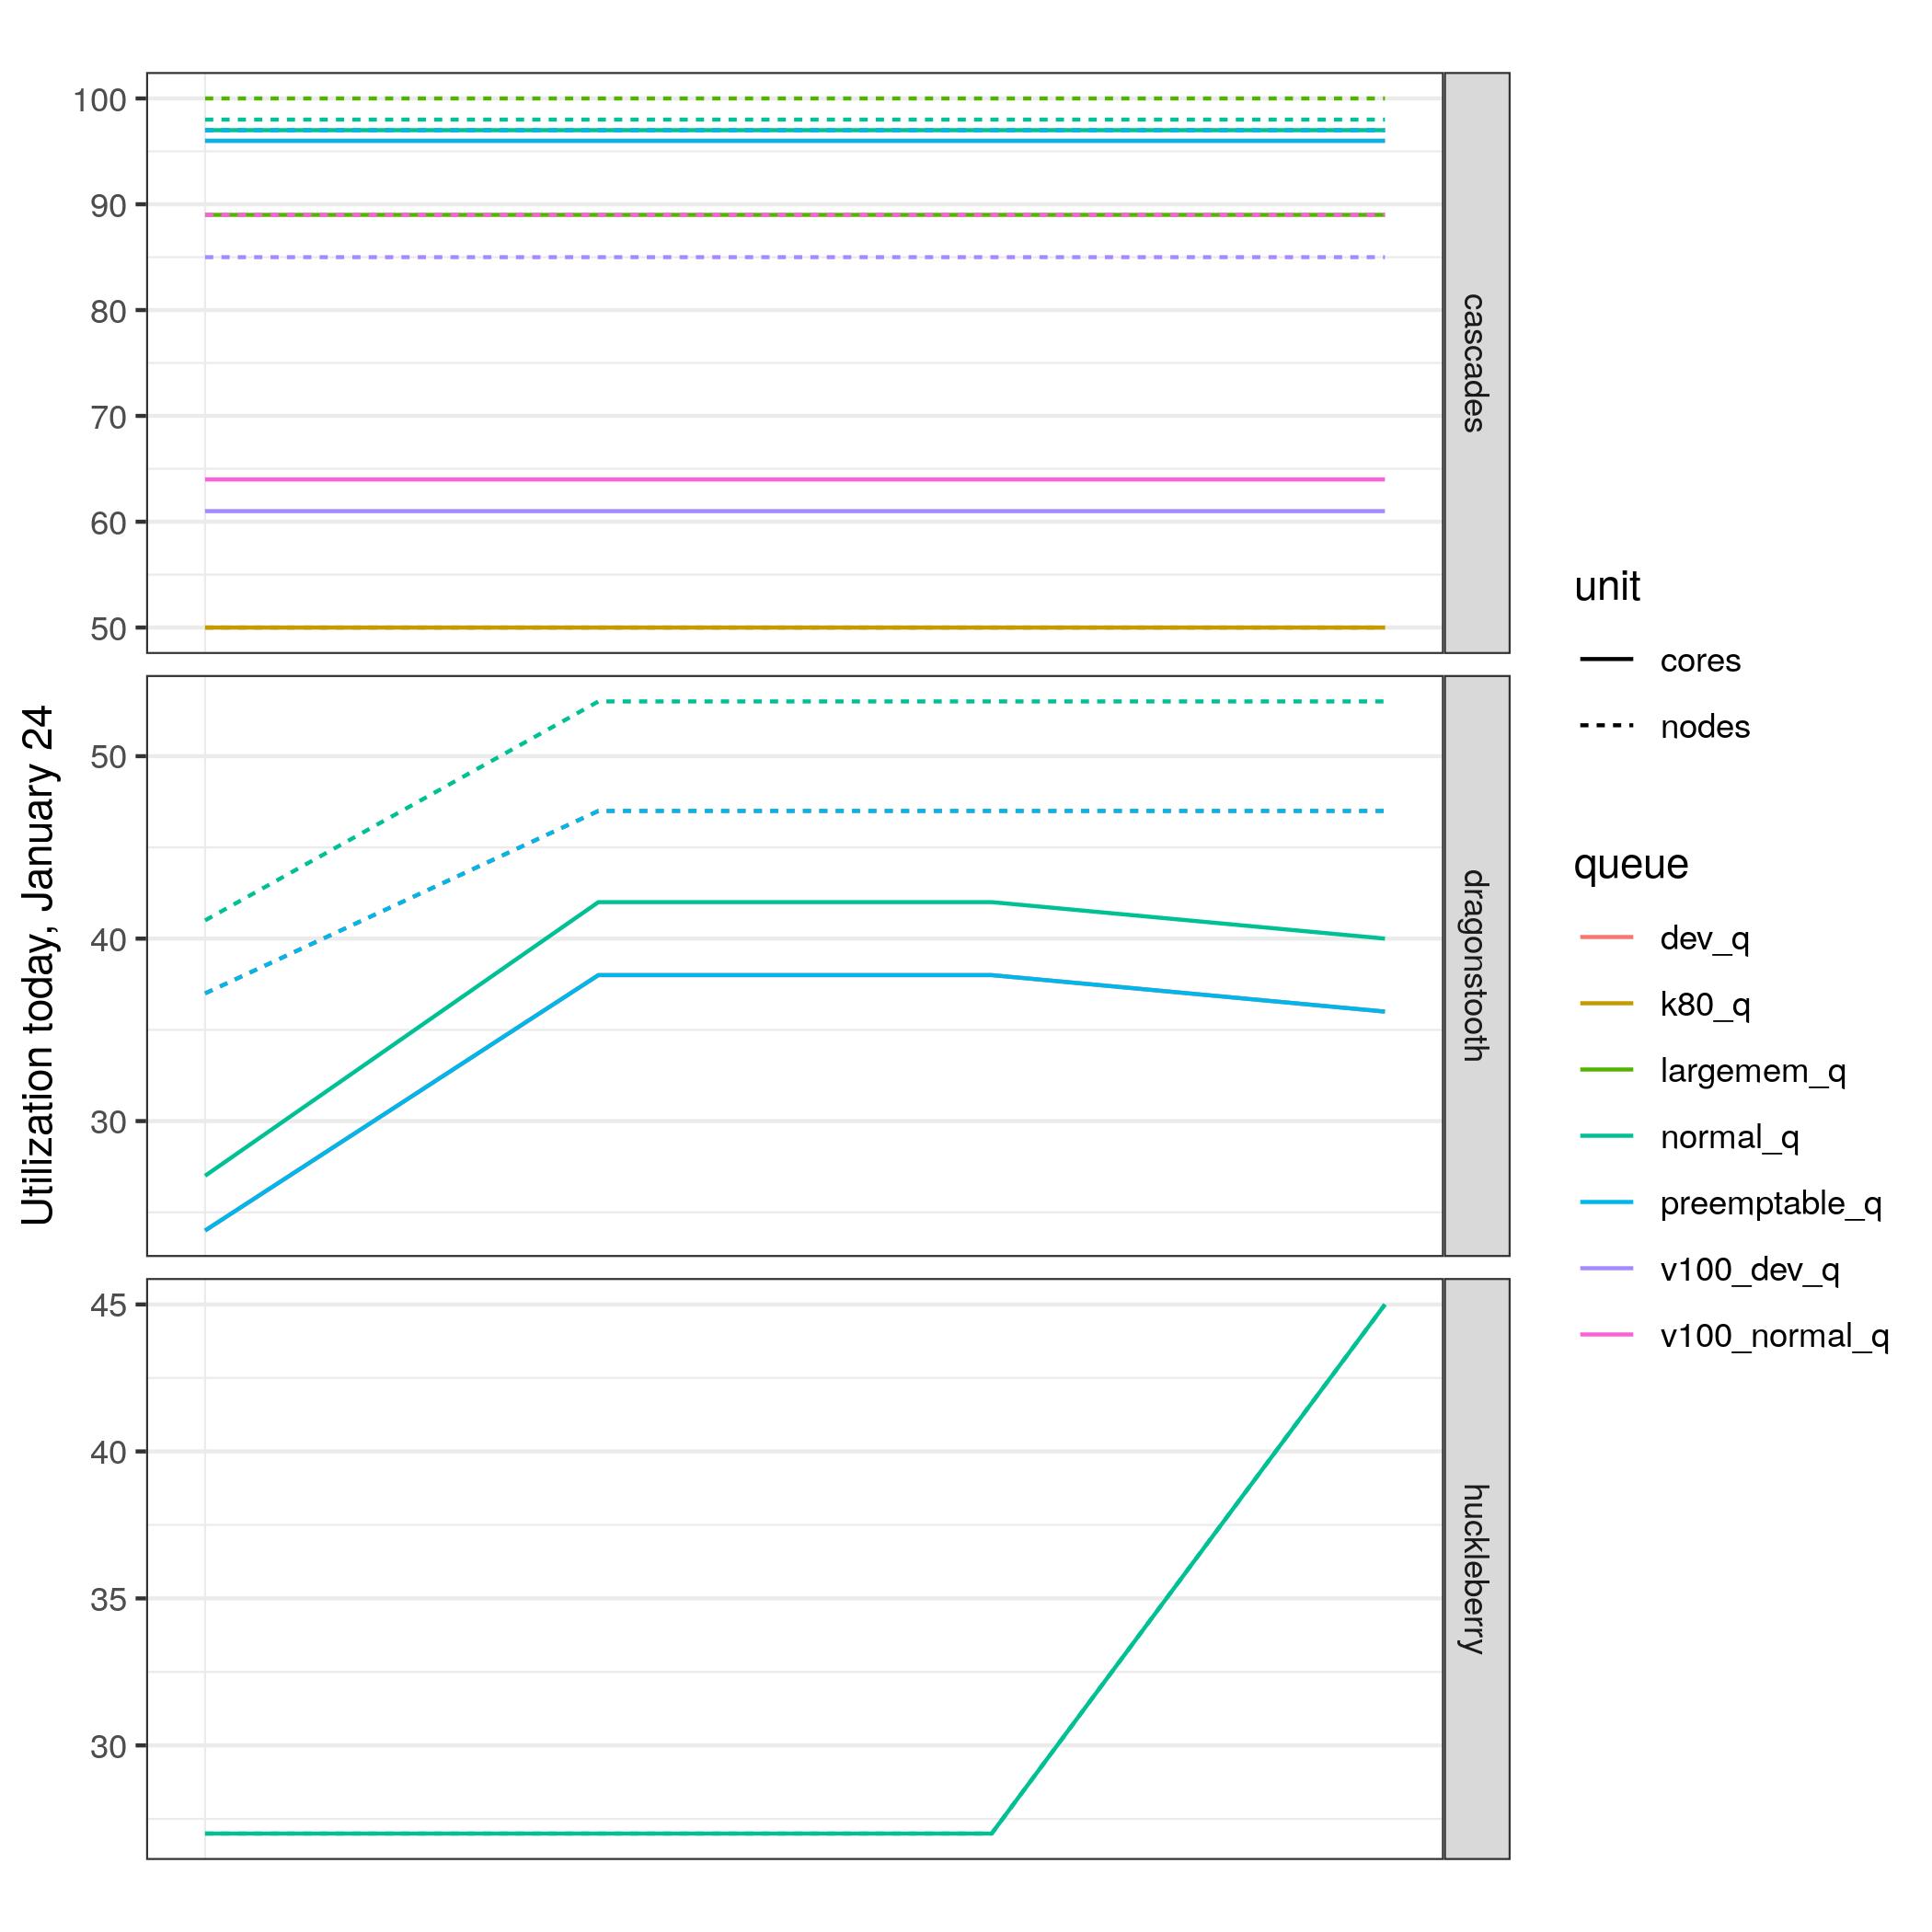 Utilization today, January 24
100
90
80
70
60
50
cascades
50
40
30
dragonstooth
45
40
35
30
huckleberry
unit
cores
nodes
queue
dev_q
k80_q
largemem_q
normal_q
preemptable_q
v100_dev_q
v100_normal_q